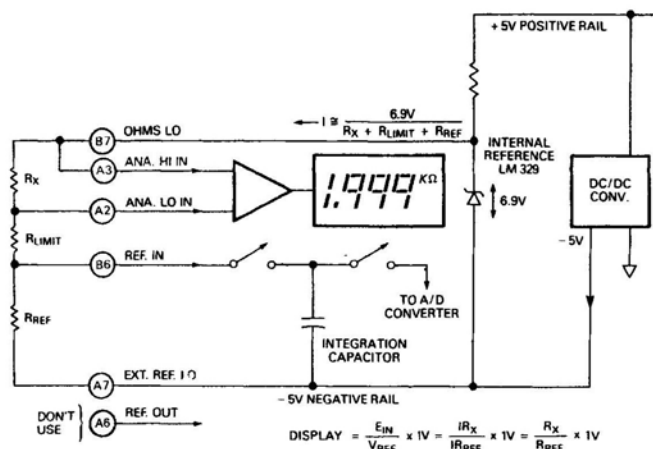 +5V POSITIVE RAIL
I ≅ 6.9V / (RX + RLIMIT + RREF)
B7 OHMS LO
A3 ANA. HI IN
INTERNAL REFERENCE LM 329
RX
1.999 KΩ
DC/DC CONV.
A2 ANA. LO IN
6.9V
RLIMIT
-5V
B6 REF. IN
TO A/D CONVERTER
RREF
INTEGRATION CAPACITOR
A7 EXT. REF. LO
-5V NEGATIVE RAIL
DON'T USE } A6 REF. OUT
DISPLAY = EIN / VREF x 1V = IRX / IRREF x 1V = RX / RREF x 1V